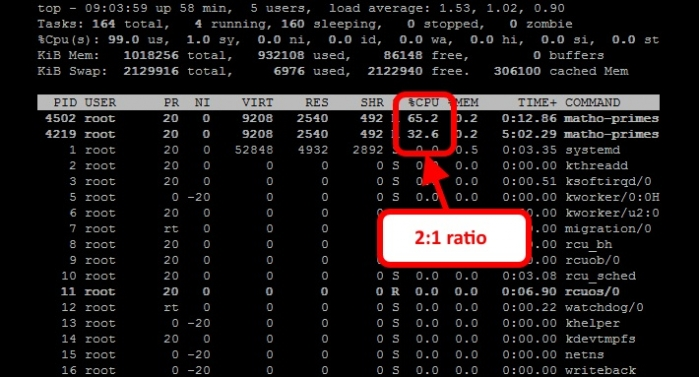 top - 09:03:59 up 58 min, 5 users, load average: 1.53, 1.02, 0.90
Tasks: 164 total, 4 running, 160 sleeping, 0 stopped, 0 zombie
%Cpu(s): 99.0 us, 1.0 sy, 0.0 ni, 0.0 id, 0.0 wa, 0.0 hi, 0.0 si, 0.0 st
KiB Mem: 1018256 total, 932108 used, 86148 free, 0 buffers
KiB Swap: 2129916 total, 6976 used, 2122940 free. 306100 cached Mem
PID USER PR NI VIRT RES SHR %CPU %MEM TIME+ COMMAND
4502 root 20 0 9208 2540 492 65.2 0.2 0:12.86 matho-primes
4219 root 20 0 9208 2540 492 32.6 0.2 5:02.29 matho-primes
1 root 20 0 52848 4932 2892 S 0.0 0.5 0:03.35 systemd
2 root 20 0 0 0 0 S 0.0 0.0 0:00.00 kthreadd
3 root 20 0 0 0 0 S 0.0 0:00.51 ksoftirqd/0
5 root 0 -20 0 0 0 S 0.0 0:00.00 kworker/0:0H
6 root 20 0 0 0 kworker/u2:0
7 root rt 0 0 0 migration/0
2:1 ratio
8 root 20 0 0 0 rcu_bh
9 root 20 0 0 0 rcuob/0
10 root 20 0 0 0 0 S 0.0 0.0 0:03.08 rcu_sched
11 root 20 0 0 0 0 R 0.0 0.0 0:06.90 rcuos/0
12 root rt 0 0 0 0 S 0.0 0.0 0:00.22 watchdog/0
13 root 0 -20 0 0 0 S 0.0 0.0 0:00.00 khelper
14 root 20 0 0 0 0 S 0.0 0.0 0:00.00 kdevtmpfs
15 root 0 -20 0 0 0 S 0.0 0.0 0:00.00 netns
16 root 0 -20 0 0 0 S 0.0 0.0 0:00.00 writeback